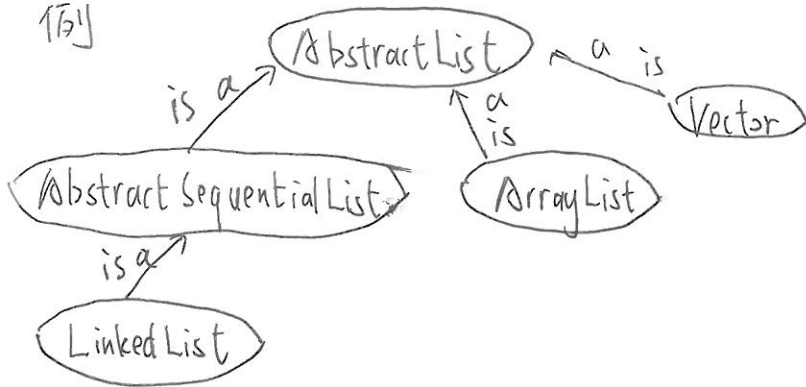 例
AbstractList
is a
a is
a is
Vector
AbstractSequentialList
ArrayList
is a
LinkedList